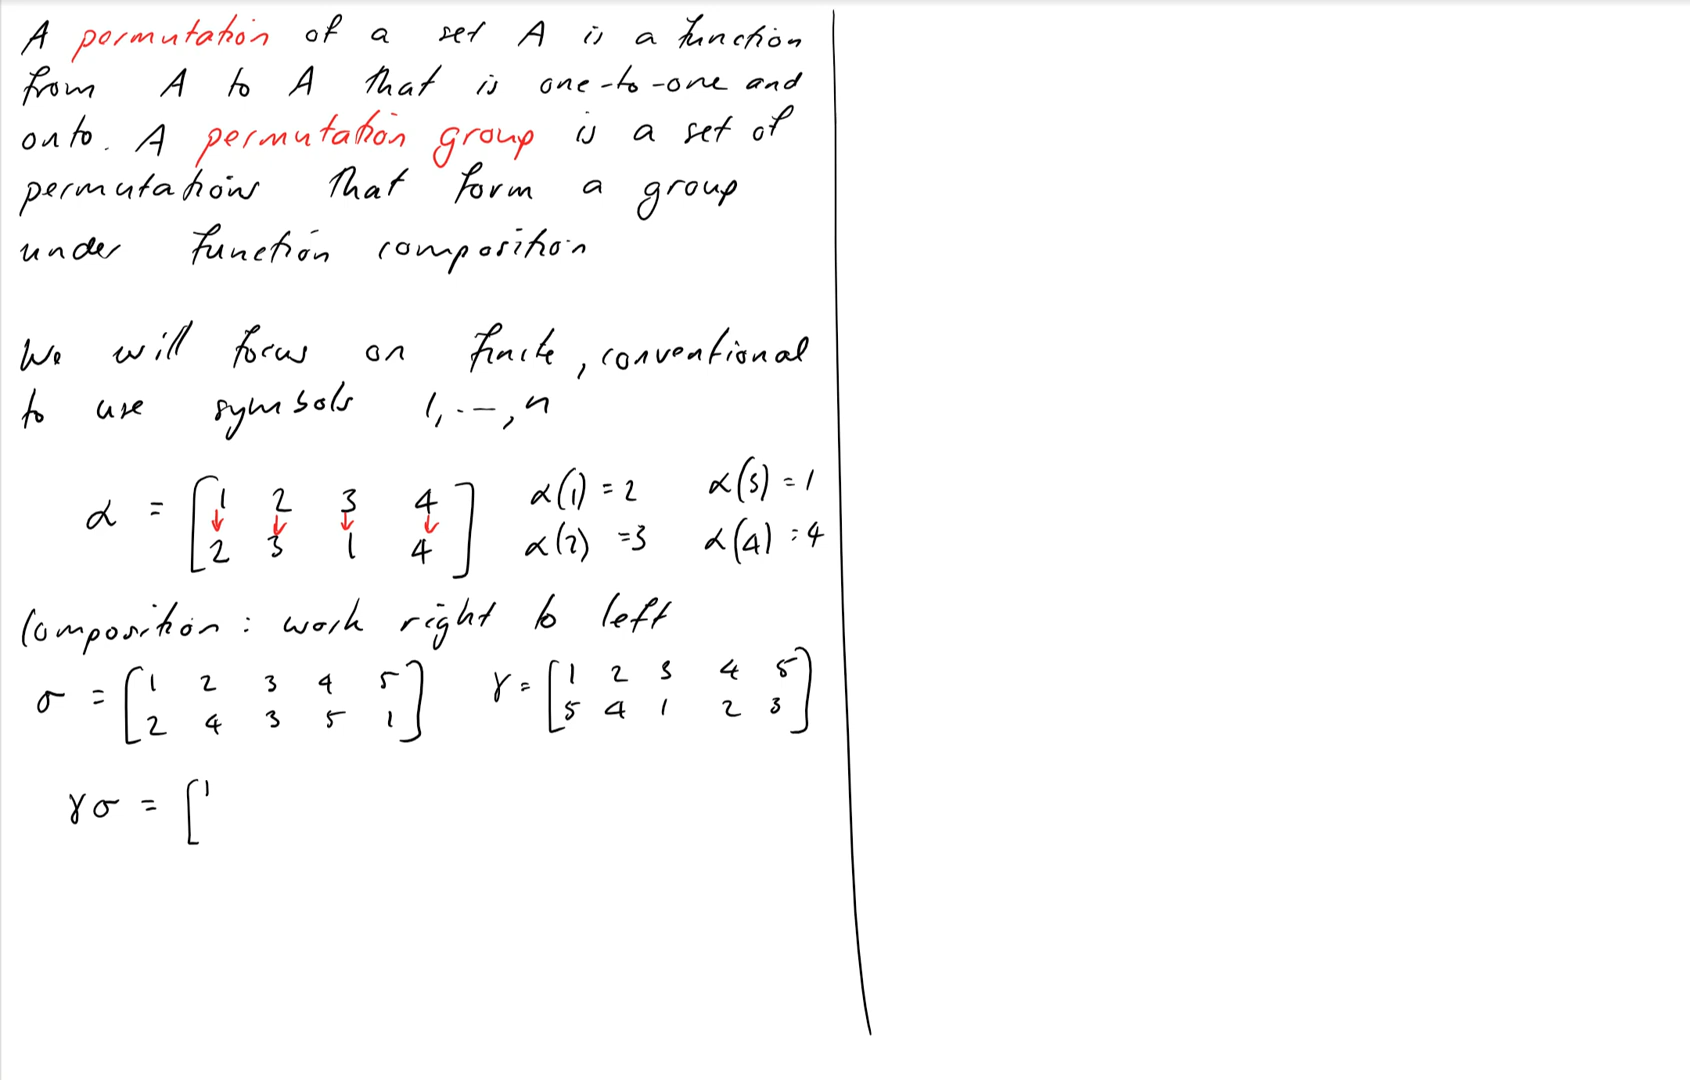 A permutation of a set A is a function
from A to A that is one-to-one and
onto. A permutation group is a set of
permutations that form a group
under function composition
We will focus on finite, conventional
to use symbols 1, ..., n
α = [1 2 3 4] α(1) = 2 α(3) = 1
[2 3 1 4] α(2) = 3 α(4) = 4
Composition: work right to left
σ = [1 2 3 4 5] γ = [1 2 3 4 5]
[2 4 3 5 1] [5 4 1 2 3]
γσ = [1